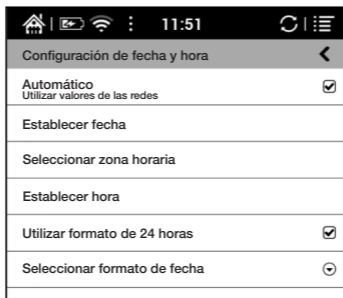 11:51
Configuración de fecha y hora
Automático
Utilizar valores de las redes
Establecer fecha
Seleccionar zona horaria
Establecer hora
Utilizar formato de 24 horas
Seleccionar formato de fecha